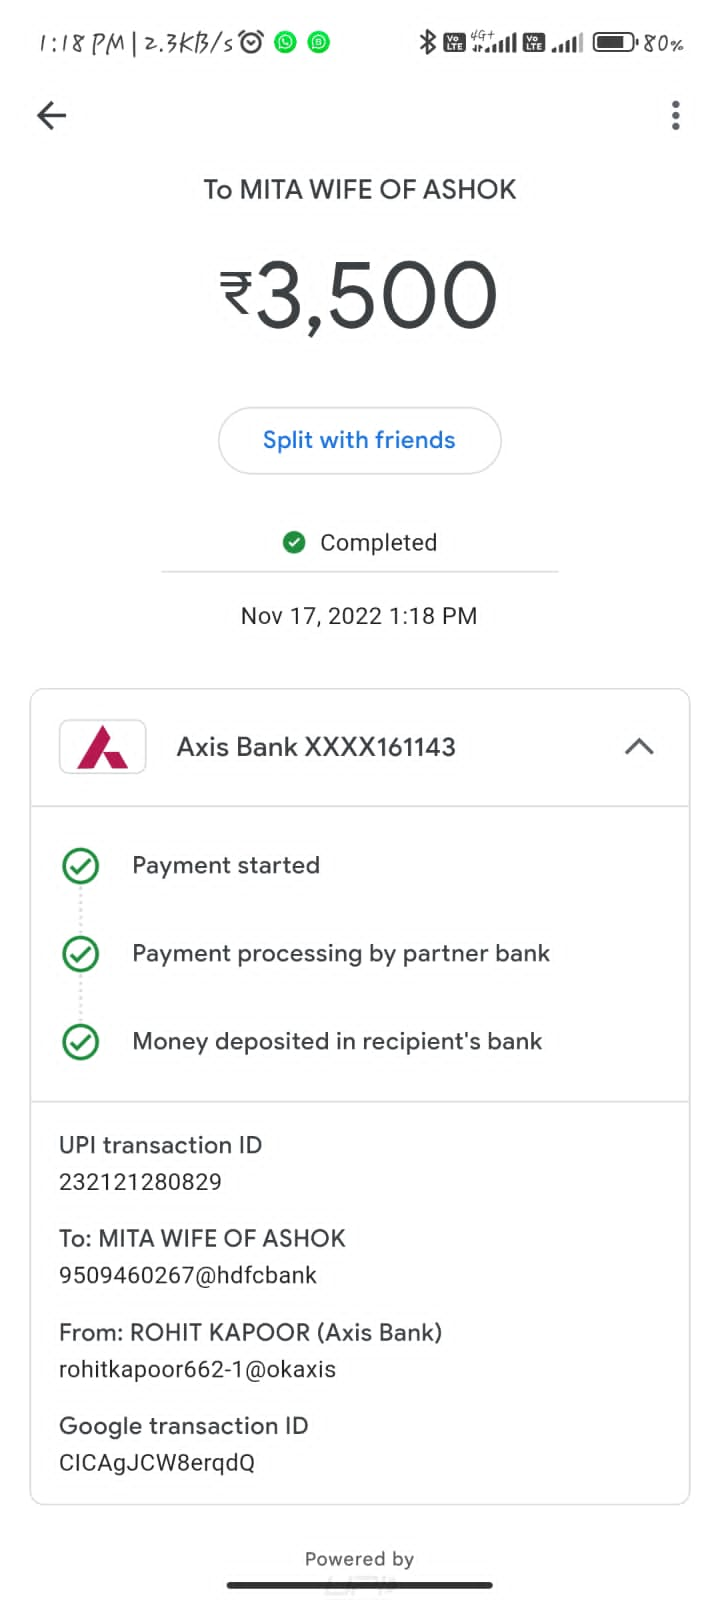 1:18 PM | 2.3KB/s 4G+ 80%
To MITA WIFE OF ASHOK
₹3,500
Split with friends
Completed
Nov 17, 2022 1:18 PM
Axis Bank XXXX161143
Payment started
Payment processing by partner bank
Money deposited in recipient's bank
UPI transaction ID
232121280829
To: MITA WIFE OF ASHOK
9509460267@hdfcbank
From: ROHIT KAPOOR (Axis Bank)
rohitkapoor662-1@okaxis
Google transaction ID
CICAgJCW8erqdQ
Powered by